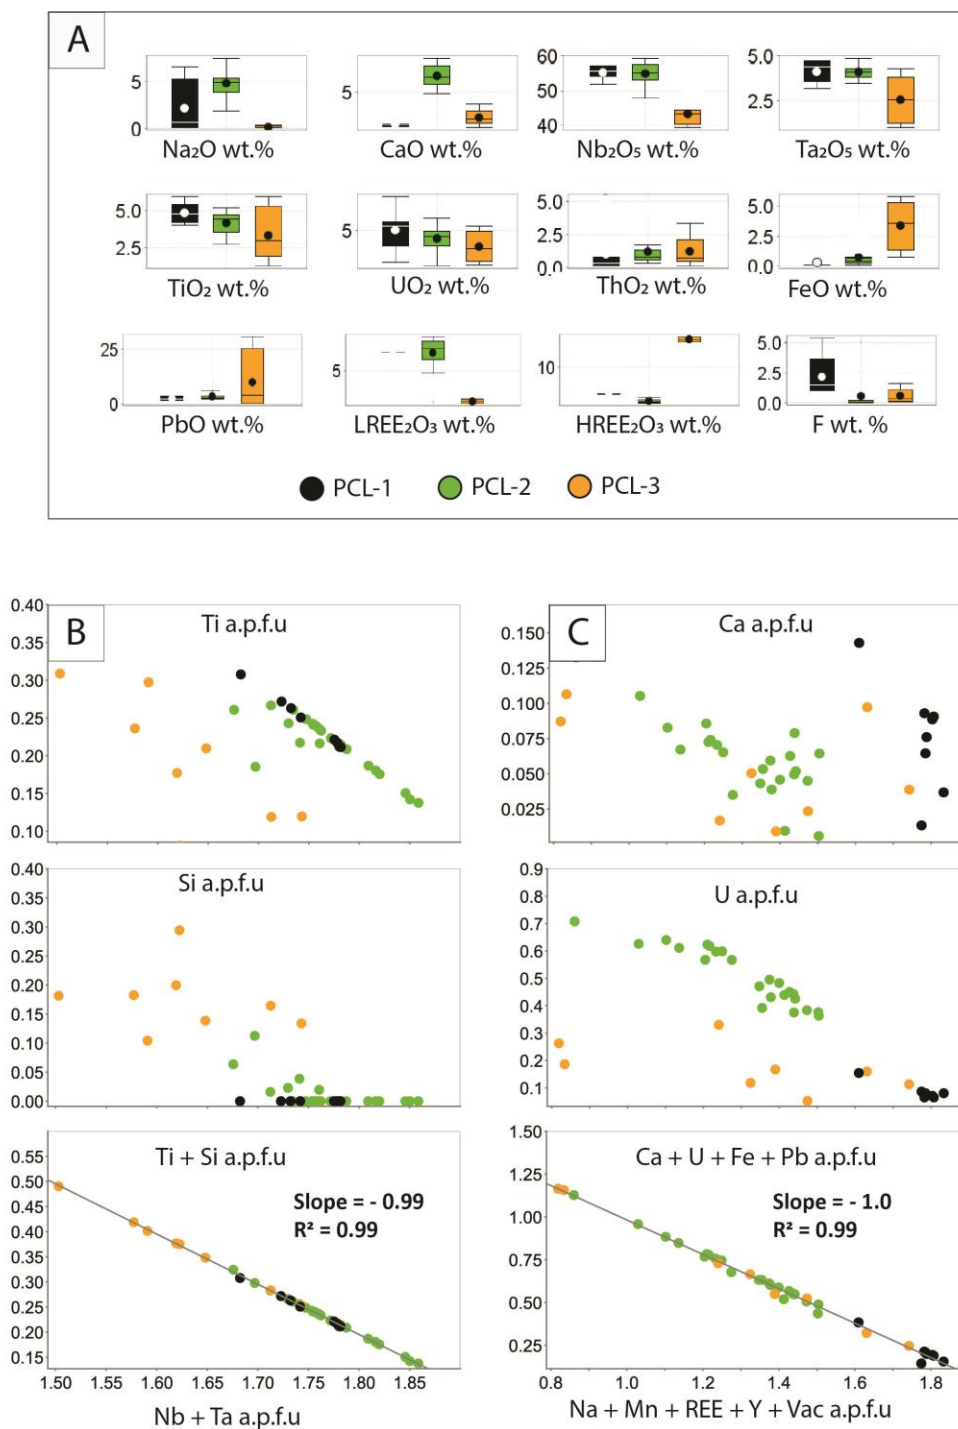 A
5
0
Na₂O wt.%
5
CaO wt.%
60
50
40
Nb₂O₅ wt.%
5.0
2.5
Ta₂O₅ wt.%
5.0
2.5
TiO₂ wt.%
5
UO₂ wt.%
5.0
2.5
0.0
ThO₂ wt.%
5.0
2.5
0.0
FeO wt.%
25
0
PbO wt.%
5
LREE₂O₃ wt.%
10
HREE₂O₃ wt.%
5.0
2.5
0.0
F wt. %
PCL-1 PCL-2 PCL-3
B
Ti a.p.f.u
0.40
0.35
0.30
0.25
0.20
0.15
0.10
C
Ca a.p.f.u
0.150
0.125
0.100
0.075
0.050
0.025
Si a.p.f.u
0.40
0.35
0.30
0.25
0.20
0.15
0.10
0.05
0.00
U a.p.f.u
0.9
0.8
0.7
0.6
0.5
0.4
0.3
0.2
0.1
Ti + Si a.p.f.u
Slope = - 0.99
R² = 0.99
0.55
0.50
0.45
0.40
0.35
0.30
0.25
0.20
0.15
1.50 1.55 1.60 1.65 1.70 1.75 1.80 1.85
Nb + Ta a.p.f.u
Ca + U + Fe + Pb a.p.f.u
Slope = - 1.0
R² = 0.99
1.50
1.25
1.00
0.75
0.50
0.25
0.8 1.0 1.2 1.4 1.6 1.8
Na + Mn + REE + Y + Vac a.p.f.u